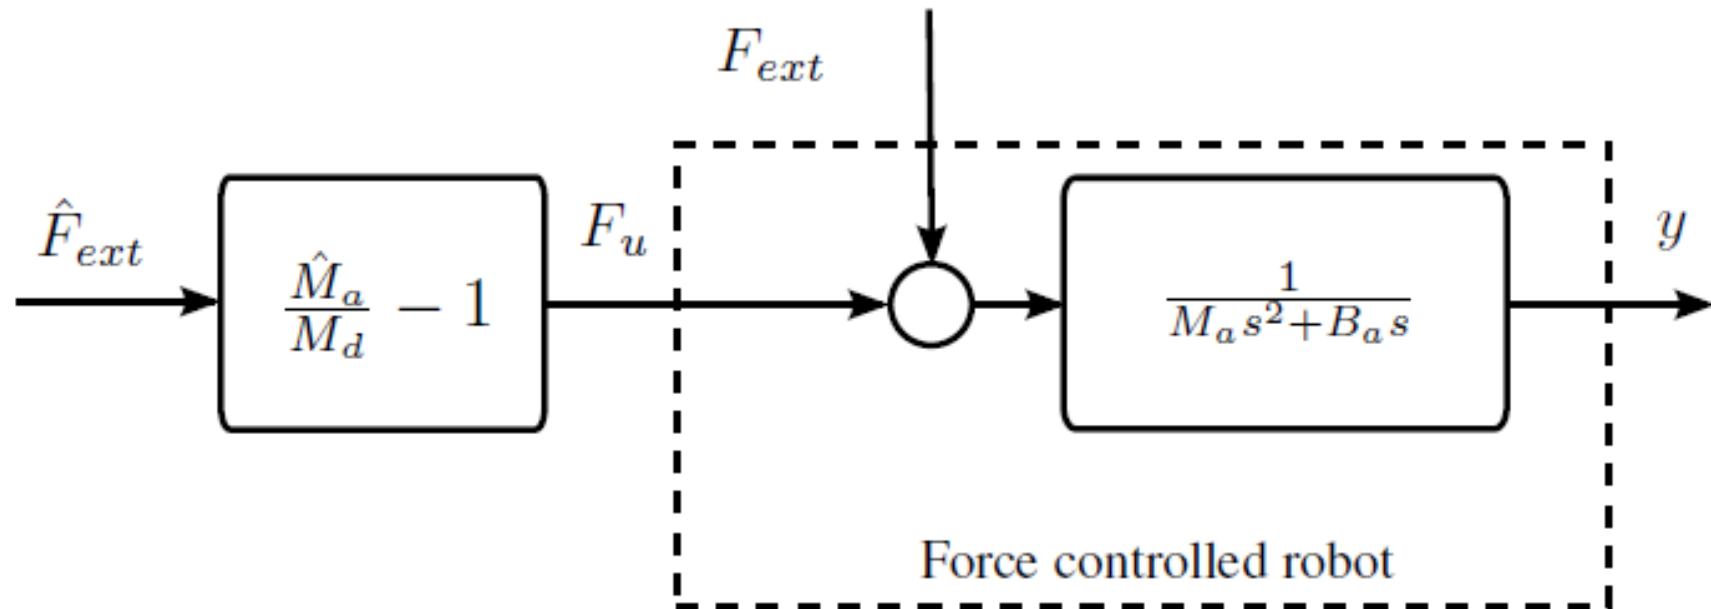 F_{ext}
\hat{F}_{ext}
\frac{\hat{M}_a}{M_d} - 1
F_u
\frac{1}{M_a s^2 + B_a s}
y
Force controlled robot